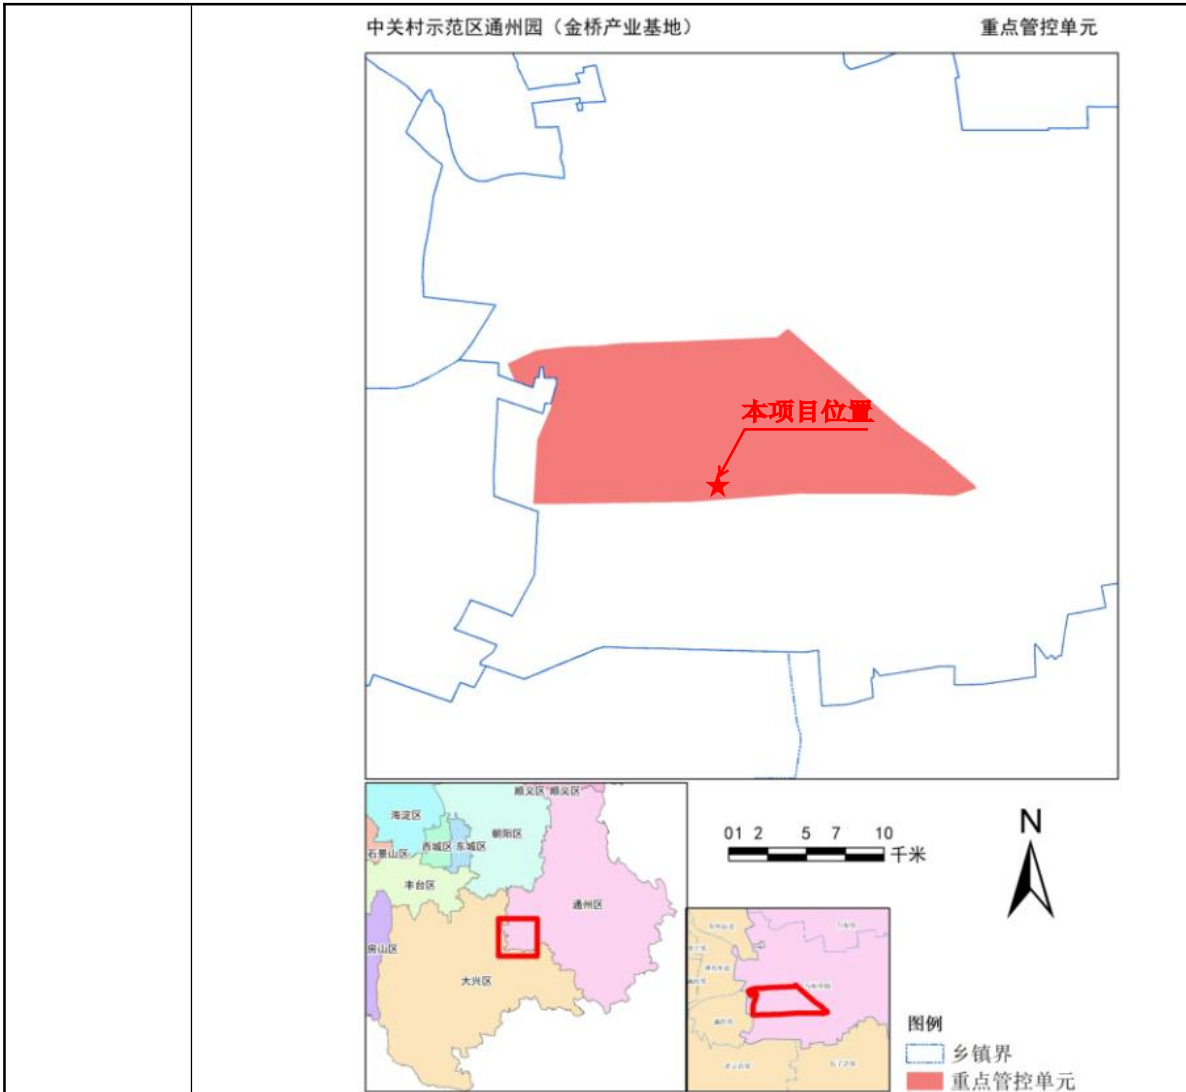 中关村示范区通州园（金桥产业基地）
重点管控单元
本项目位置
顺义区 顺义区
海淀区
朝阳区
西城区 东城区
石景山区
丰台区
通州区
房山区
大兴区
01 2 5 7 10
千米
N
图例
乡镇界
重点管控单元